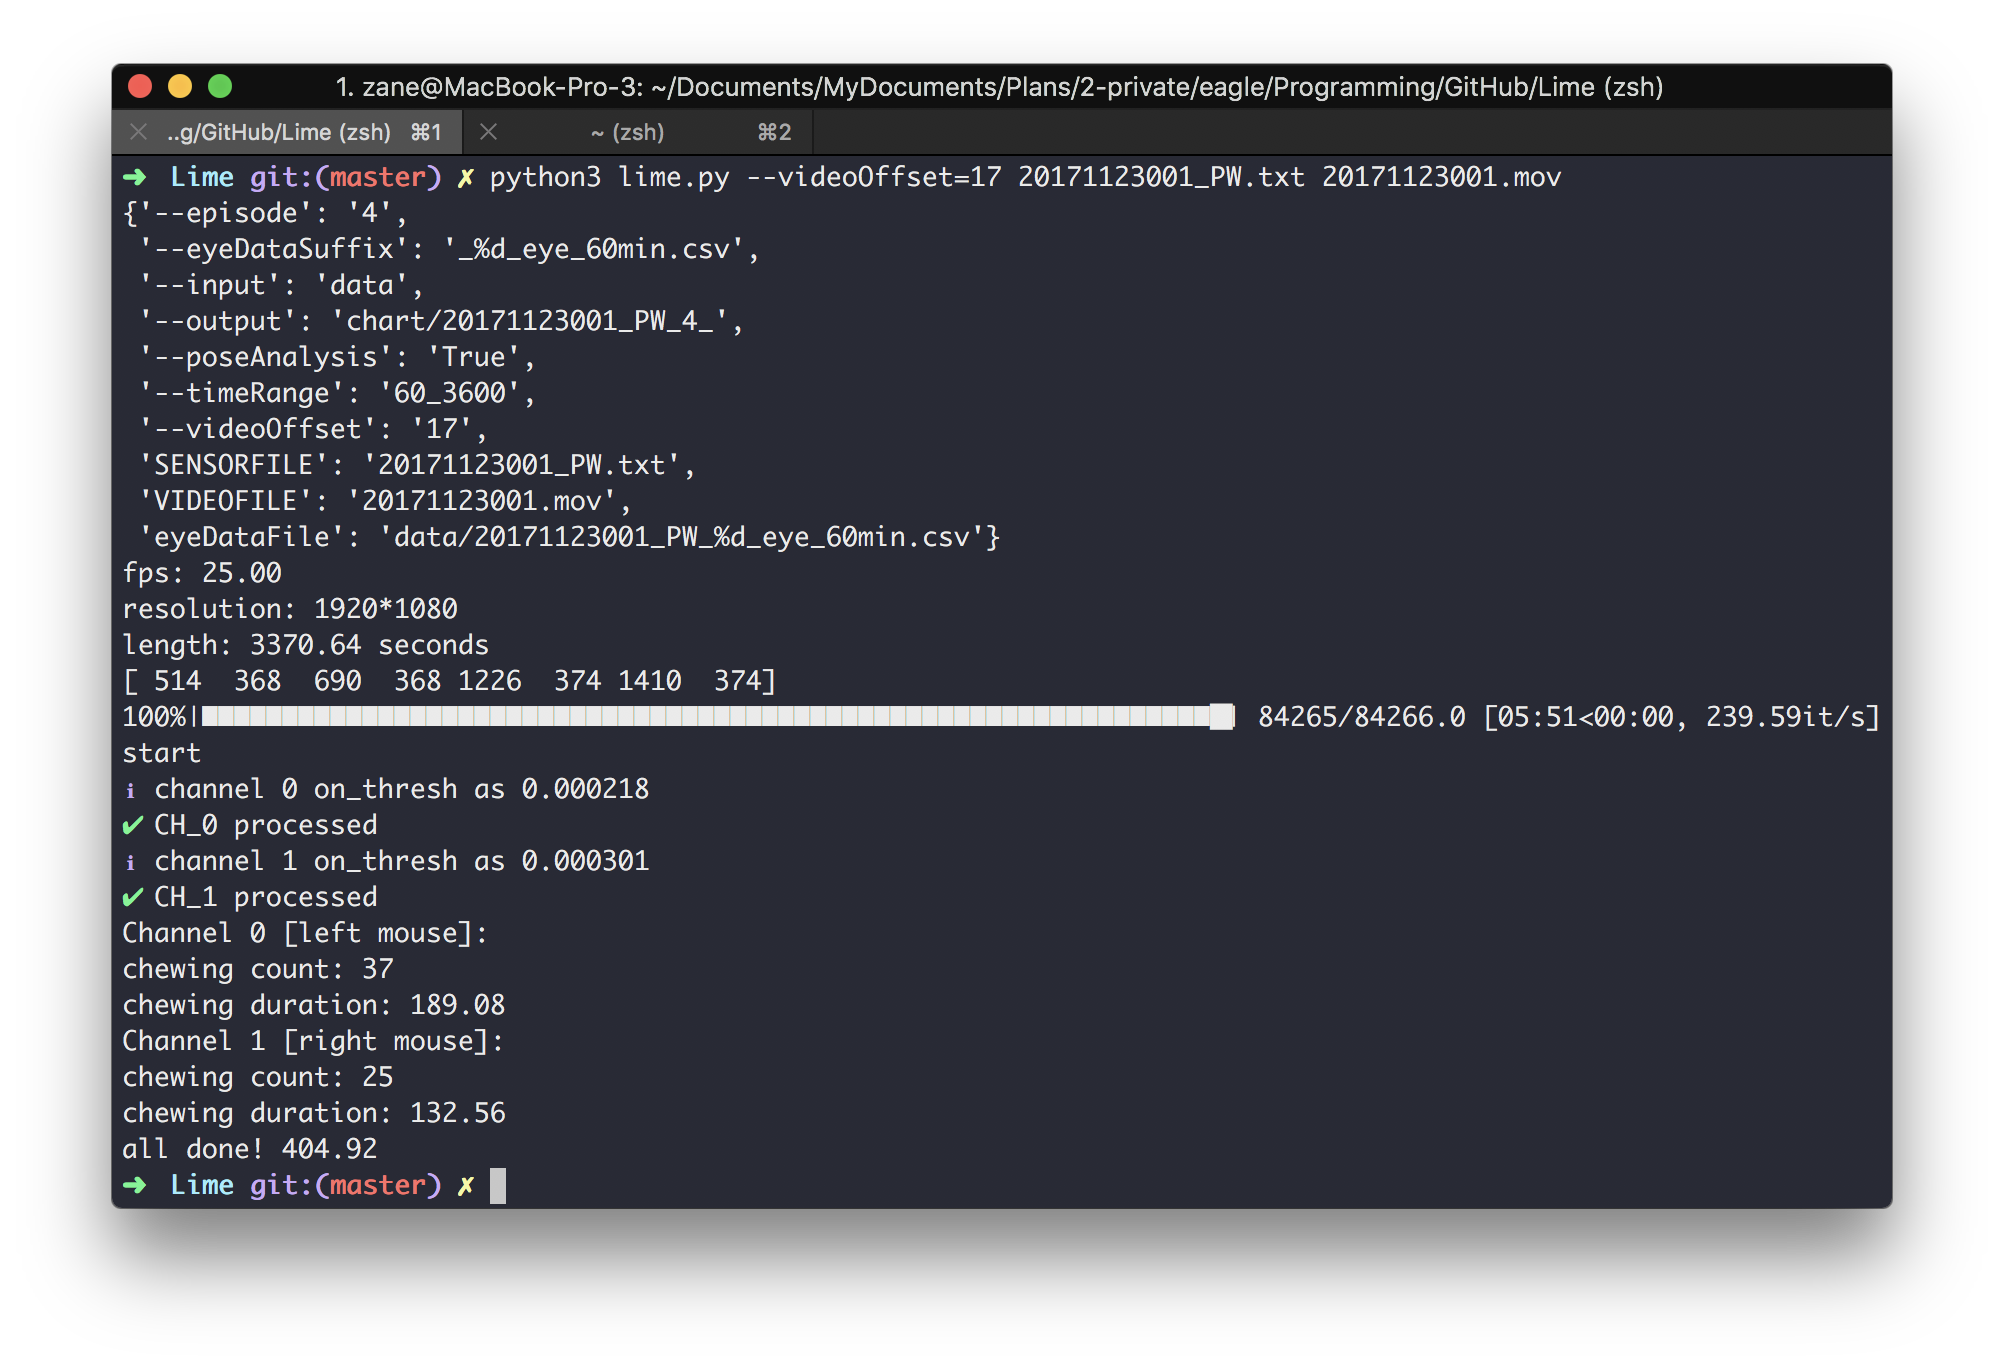 1. zane@MacBook-Pro-3: ~/Documents/MyDocuments/Plans/2-private/eagle/Programming/GitHub/Lime (zsh)
..g/GitHub/Lime (zsh) ⌘1 ~ (zsh) ⌘2
➜ Lime git:(master) ✗ python3 lime.py --videoOffset=17 20171123001_PW.txt 20171123001.mov
{'--episode': '4',
 '--eyeDataSuffix': '_%d_eye_60min.csv',
 '--input': 'data',
 '--output': 'chart/20171123001_PW_4_',
 '--poseAnalysis': 'True',
 '--timeRange': '60_3600',
 '--videoOffset': '17',
 'SENSORFILE': '20171123001_PW.txt',
 'VIDEOFILE': '20171123001.mov',
 'eyeDataFile': 'data/20171123001_PW_%d_eye_60min.csv'}
fps: 25.00
resolution: 1920*1080
length: 3370.64 seconds
[ 514  368  690  368 1226  374 1410  374]
100%| 84265/84266.0 [05:51<00:00, 239.59it/s]
start
ℹ channel 0 on_thresh as 0.000218
✔ CH_0 processed
ℹ channel 1 on_thresh as 0.000301
✔ CH_1 processed
Channel 0 [left mouse]:
chewing count: 37
chewing duration: 189.08
Channel 1 [right mouse]:
chewing count: 25
chewing duration: 132.56
all done! 404.92
➜ Lime git:(master) ✗